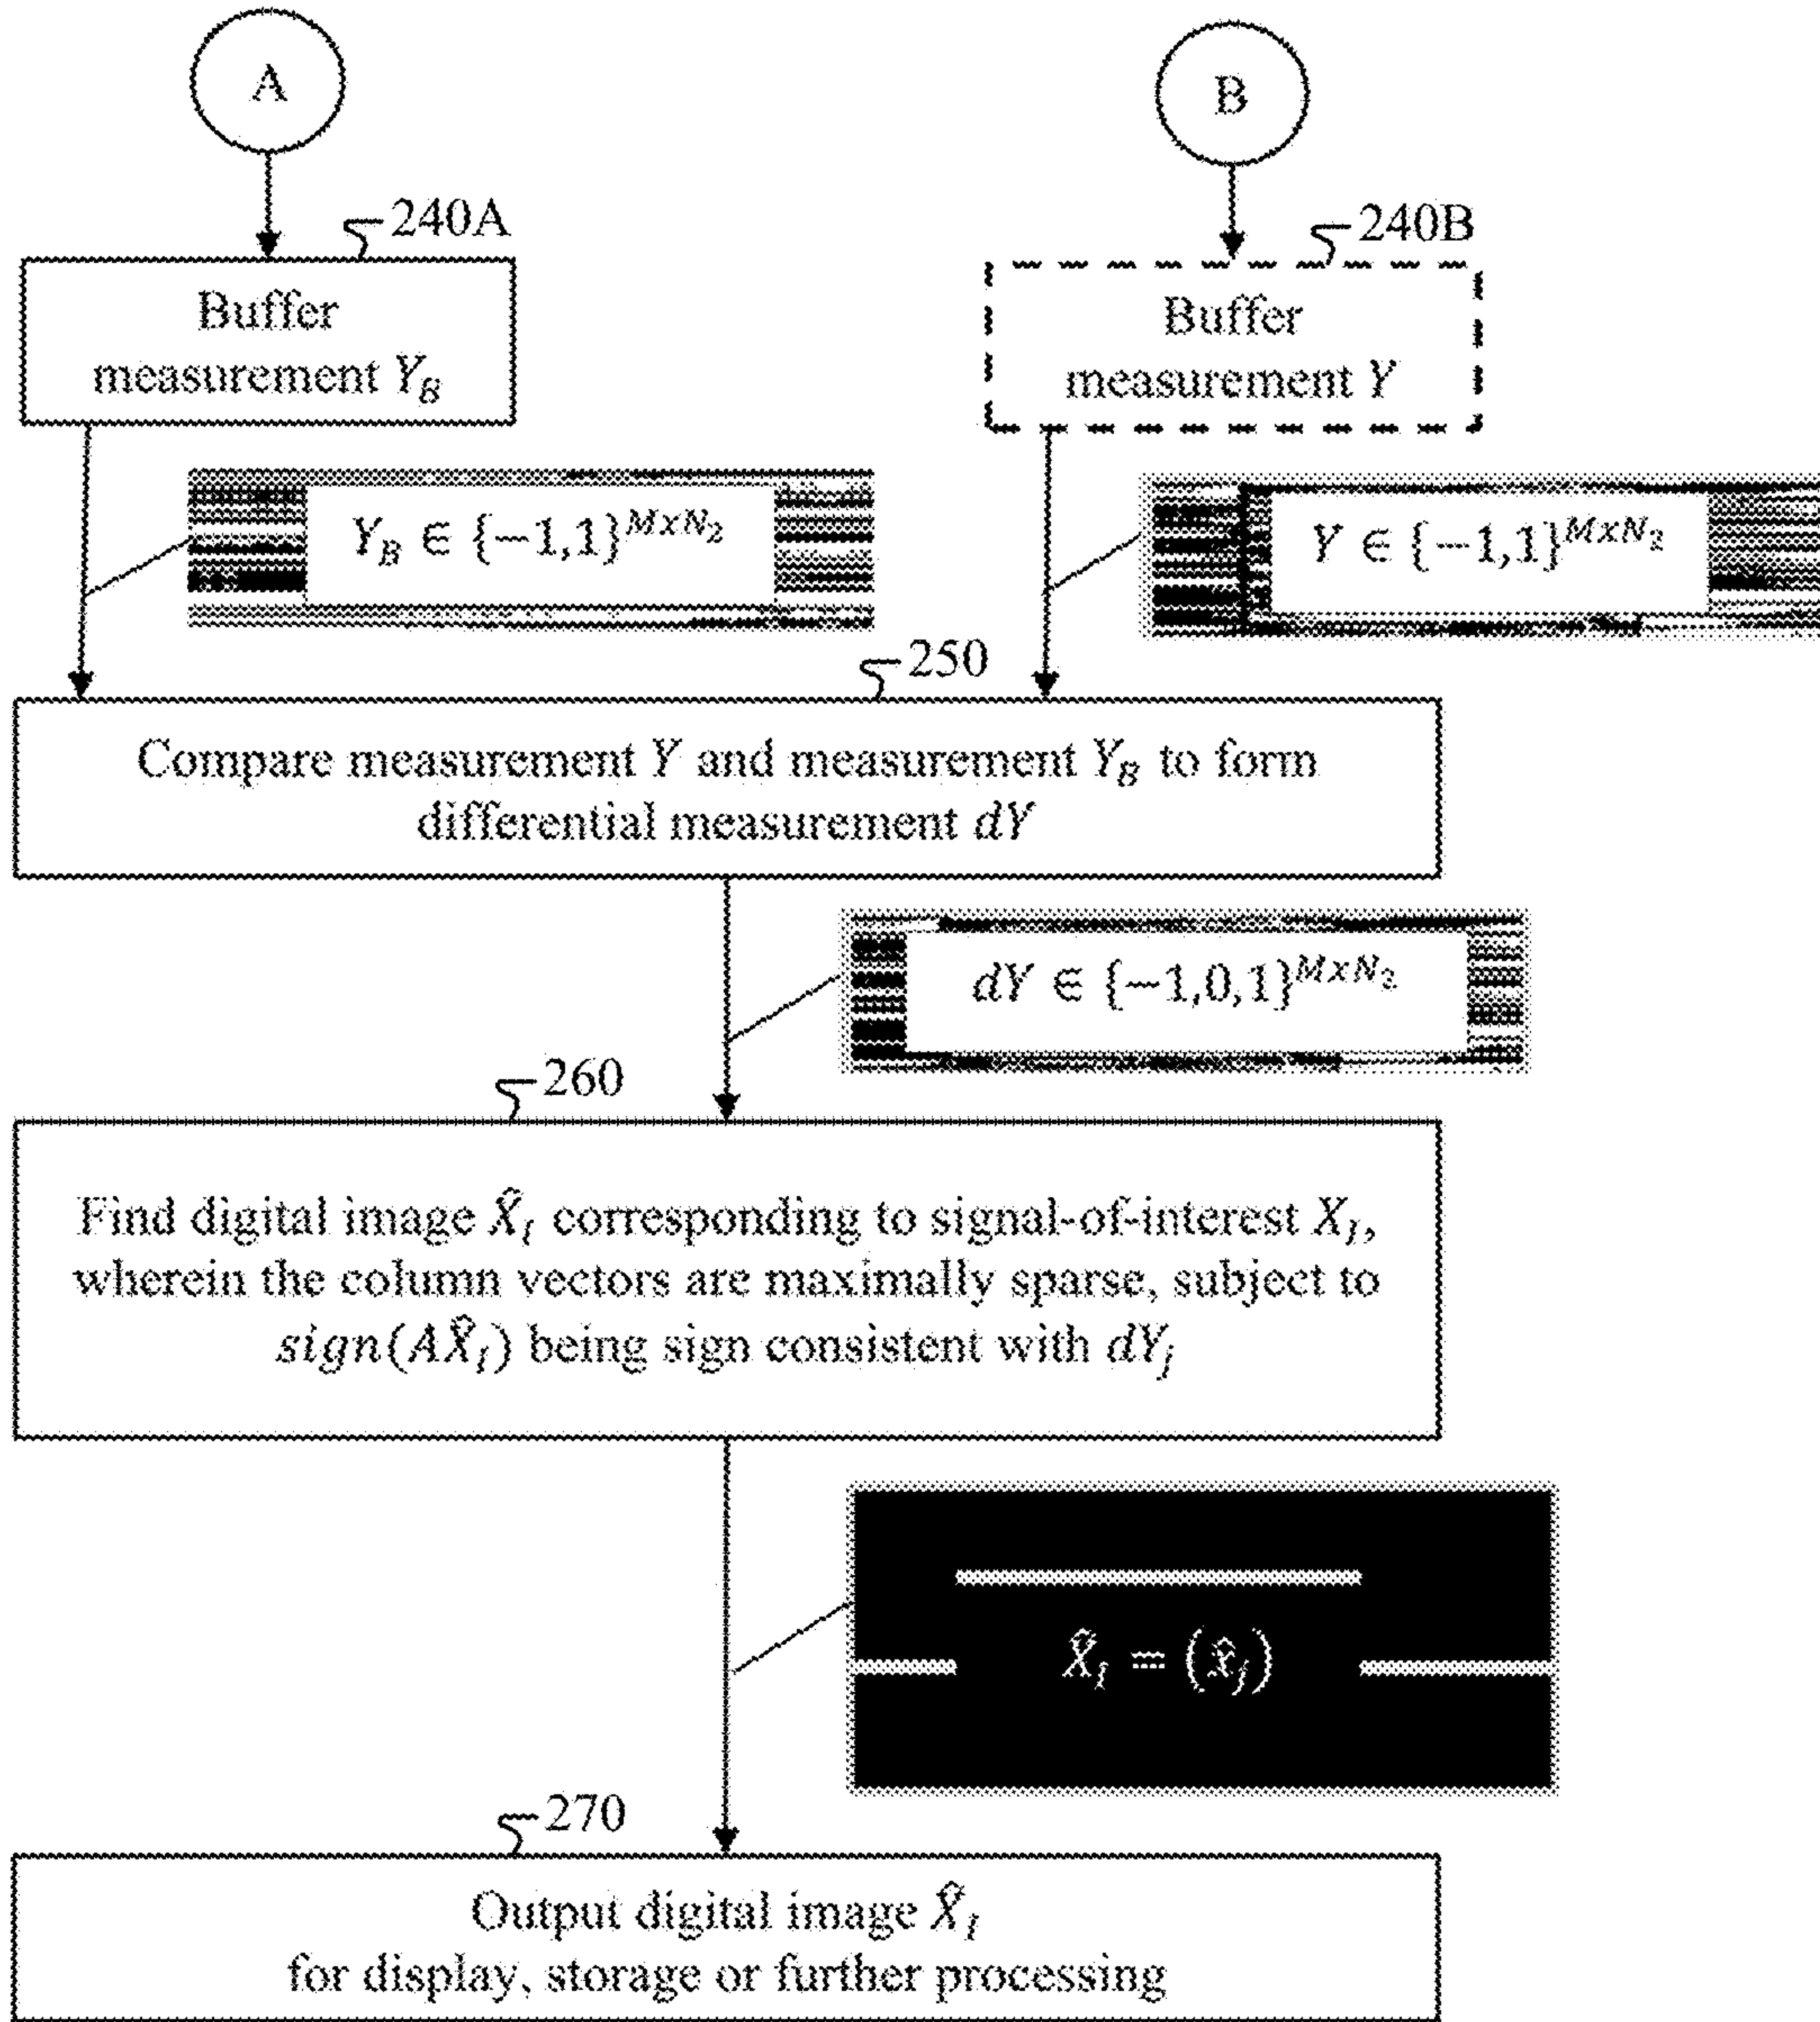 A
B
240A
240B
Buffer
measurement Y_B
Buffer
measurement Y
Y_B ∈ {−1,1}^{MxN_2}
Y ∈ {−1,1}^{MxN_2}
250
Compare measurement Y and measurement Y_B to form
differential measurement dY
dY ∈ {−1,0,1}^{MxN_2}
260
Find digital image X̂_I corresponding to signal-of-interest X_I,
wherein the column vectors are maximally sparse, subject to
sign(AX̂_I) being sign consistent with dY_j
X̂_I = (x̂_j)
270
Output digital image X̂_I
for display, storage or further processing